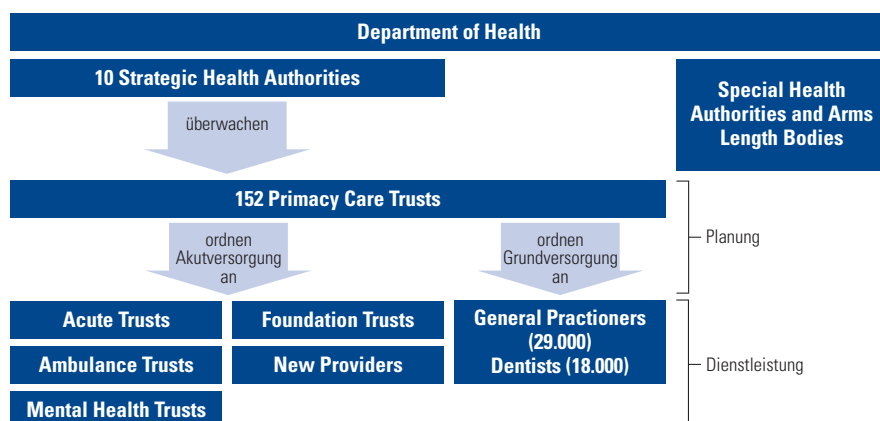 Department of Health
10 Strategic Health Authorities
Special Health
Authorities and Arms
Length Bodies
überwachen
152 Primacy Care Trusts
ordnen
Akutversorgung
an
ordnen
Grundversorgung
an
Planung
Acute Trusts
Foundation Trusts
General Practioners
(29.000)
Dentists (18.000)
Ambulance Trusts
New Providers
Dienstleistung
Mental Health Trusts